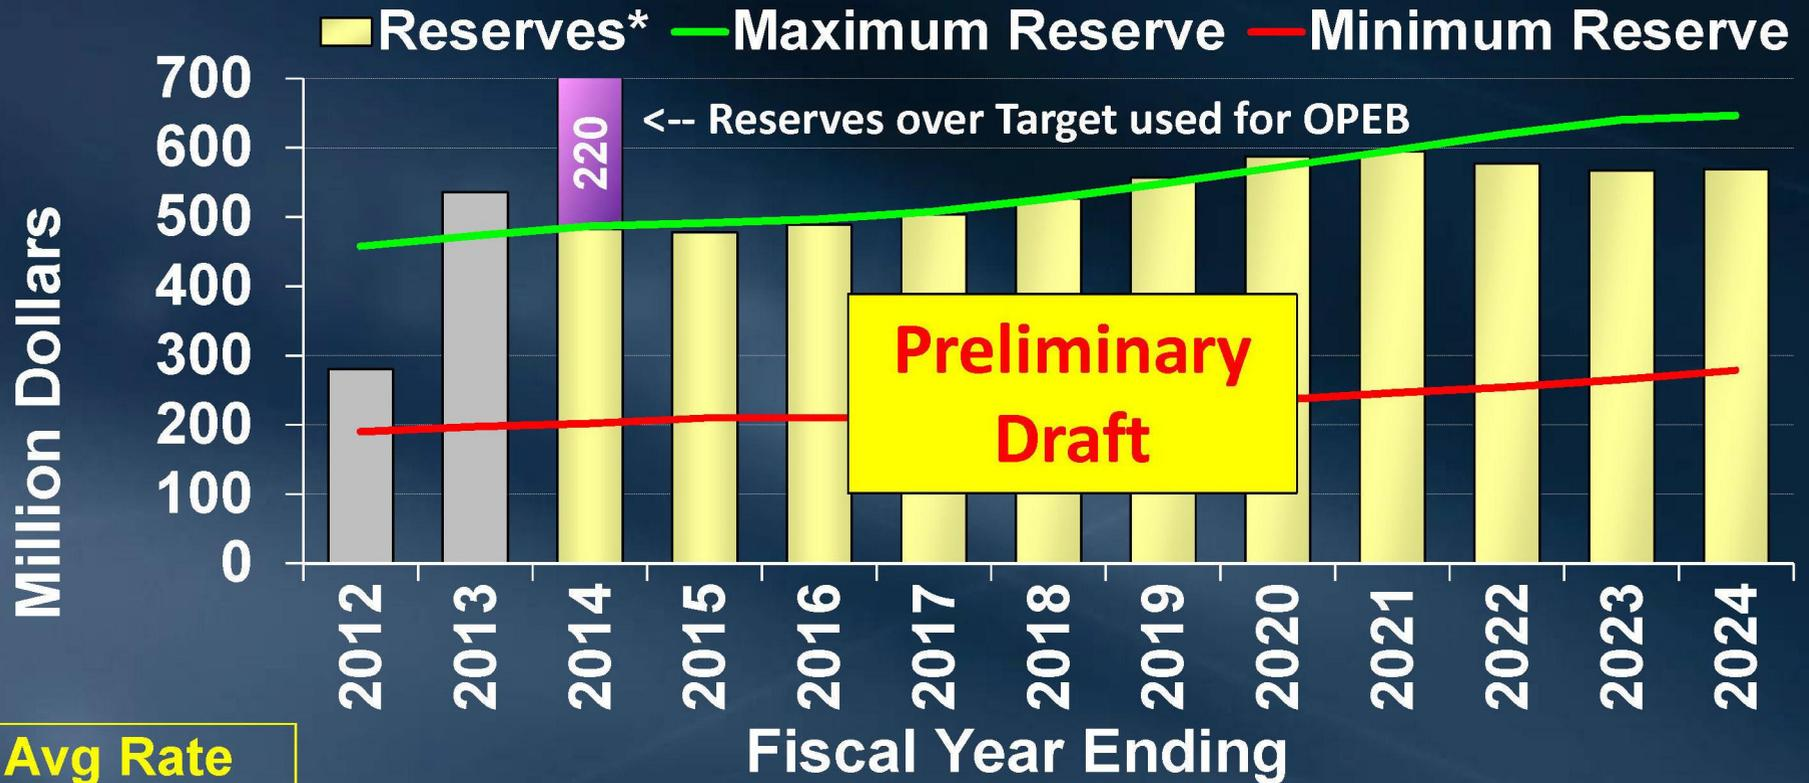 Reserves* Maximum Reserve Minimum Reserve
700
600
500
400
300
200
100
0
Million Dollars
220
<-- Reserves over Target used for OPEB
Preliminary
Draft
2012 2013 2014 2015 2016 2017 2018 2019 2020 2021 2022 2023 2024
Fiscal Year Ending
Avg Rate